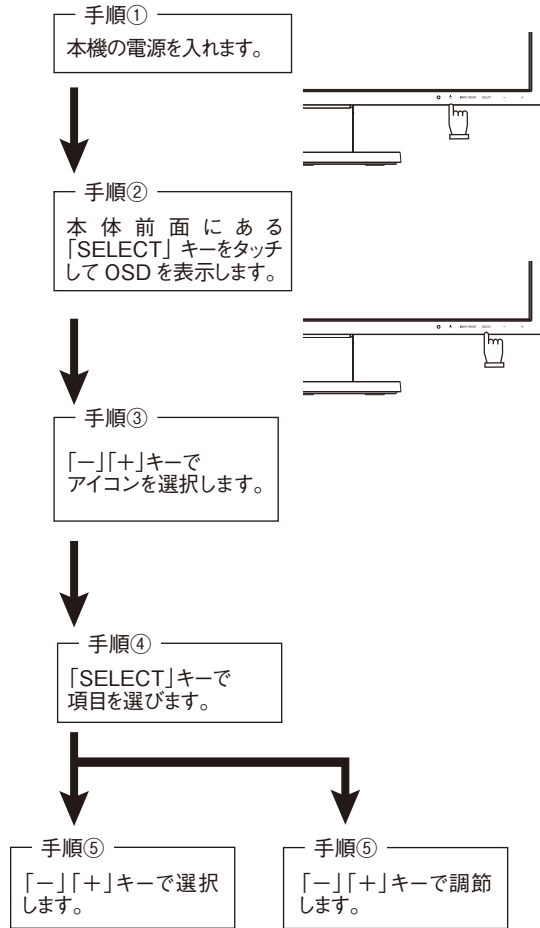 手順①
本機の電源を入れます。
手順②
本体前面にある
「SELECT」キーをタッチ
してOSDを表示します。
SELECT
− +
手順③
「−」「+」キーで
アイコンを選択します。
手順④
「SELECT」キーで
項目を選びます。
手順⑤
「−」「+」キーで選択
します。
手順⑤
「−」「+」キーで調節
します。